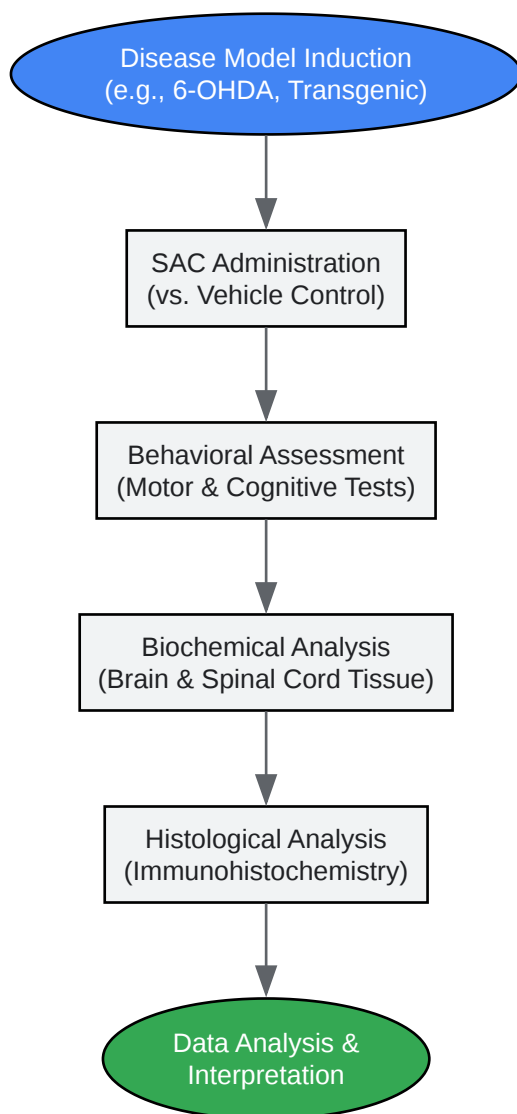 Disease Model Induction
(e.g., 6-OHDA, Transgenic)
SAC Administration
(vs. Vehicle Control)
Behavioral Assessment
(Motor & Cognitive Tests)
Biochemical Analysis
(Brain & Spinal Cord Tissue)
Histological Analysis
(Immunohistochemistry)
Data Analysis &
Interpretation